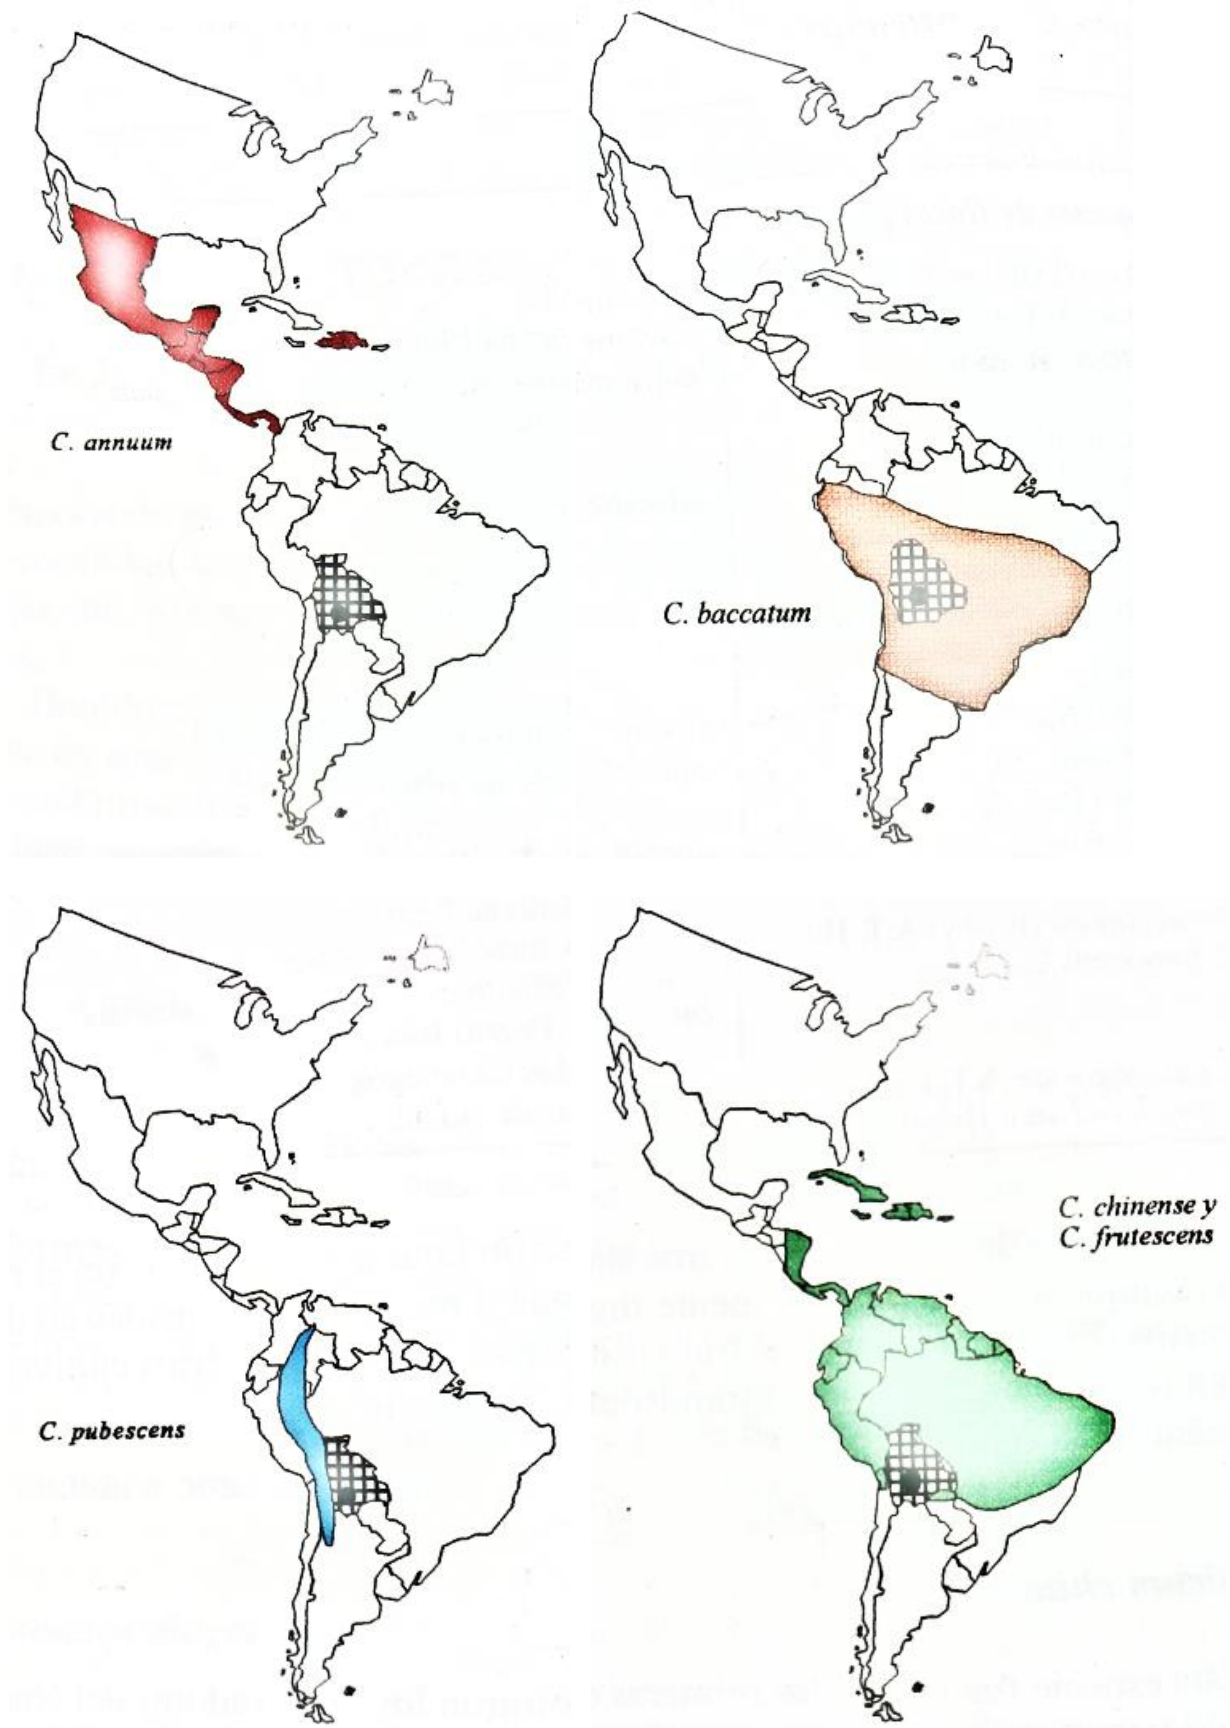 C. annuum
C. baccatum
C. pubescens
C. chinense y
C. frutescens